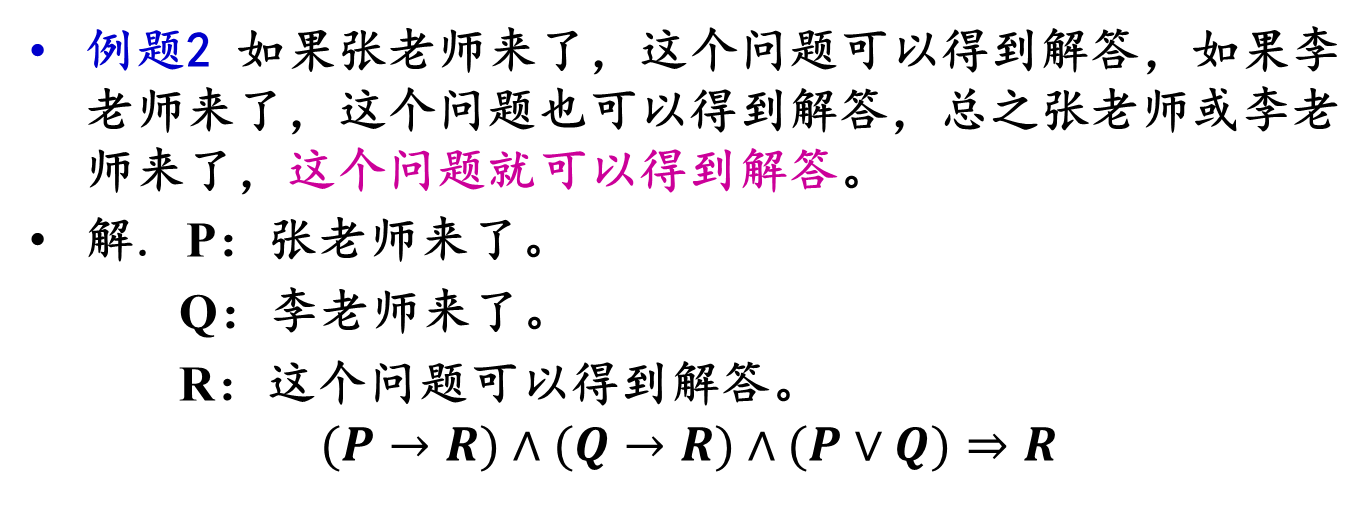 • 例题2 如果张老师来了，这个问题可以得到解答，如果李
老师来了，这个问题也可以得到解答，总之张老师或李老
师来了，这个问题就可以得到解答。
• 解. P：张老师来了。
Q：李老师来了。
R：这个问题可以得到解答。
(P → R) ∧ (Q → R) ∧ (P ∨ Q) ⇒ R